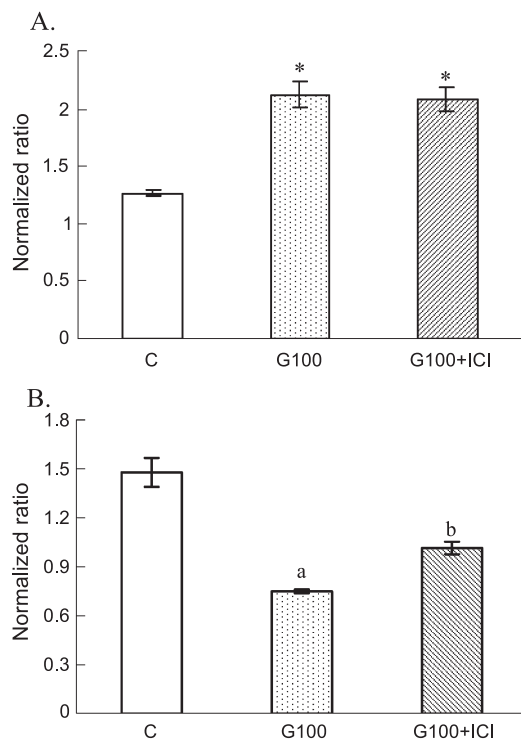 A.
Normalized ratio
2.5
2
1.5
1
0.5
0
*
*
C
G100
G100+ICI
B.
Normalized ratio
1.8
1.5
1.2
0.9
0.6
0.3
0
a
b
C
G100
G100+ICI